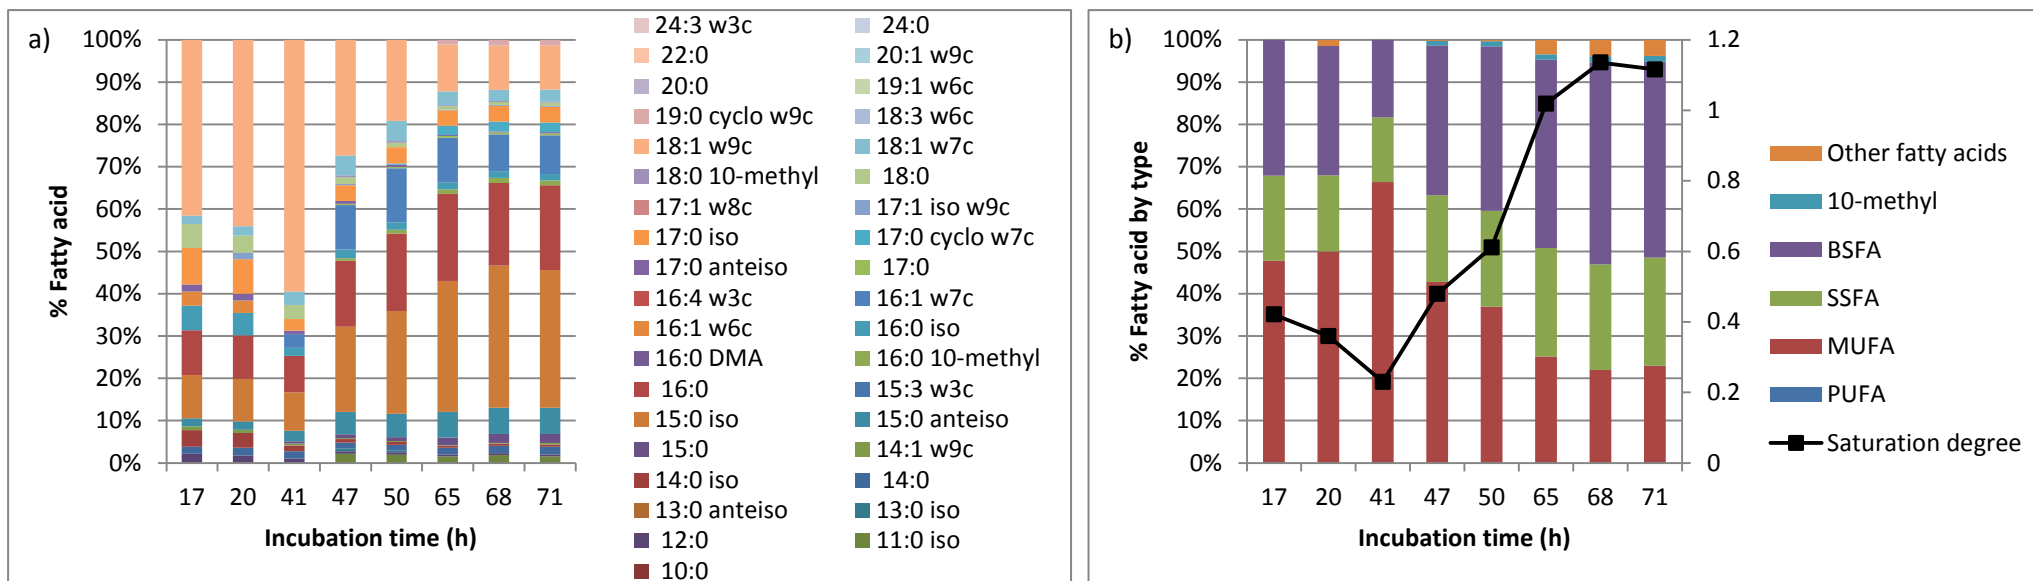 a)
% Fatty acid
100%
90%
80%
70%
60%
50%
40%
30%
20%
10%
0%
17 20 41 47 50 65 68 71
Incubation time (h)
24:3 w3c 24:0
22:0 20:1 w9c
20:0 19:1 w6c
19:0 cyclo w9c 18:3 w6c
18:1 w9c 18:1 w7c
18:0 10-methyl 18:0
17:1 w8c 17:1 iso w9c
17:0 iso 17:0 cyclo w7c
17:0 anteiso 17:0
16:4 w3c 16:1 w7c
16:1 w6c 16:0 iso
16:0 DMA 16:0 10-methyl
16:0 15:3 w3c
15:0 iso 15:0 anteiso
15:0 14:1 w9c
14:0 iso 14:0
13:0 anteiso 13:0 iso
12:0 11:0 iso
10:0
b)
% Fatty acid by type
100%
90%
80%
70%
60%
50%
40%
30%
20%
10%
0%
1.2
1
0.8
0.6
0.4
0.2
0
17 20 41 47 50 65 68 71
Incubation time (h)
Other fatty acids
10-methyl
BSFA
SSFA
MUFA
PUFA
Saturation degree